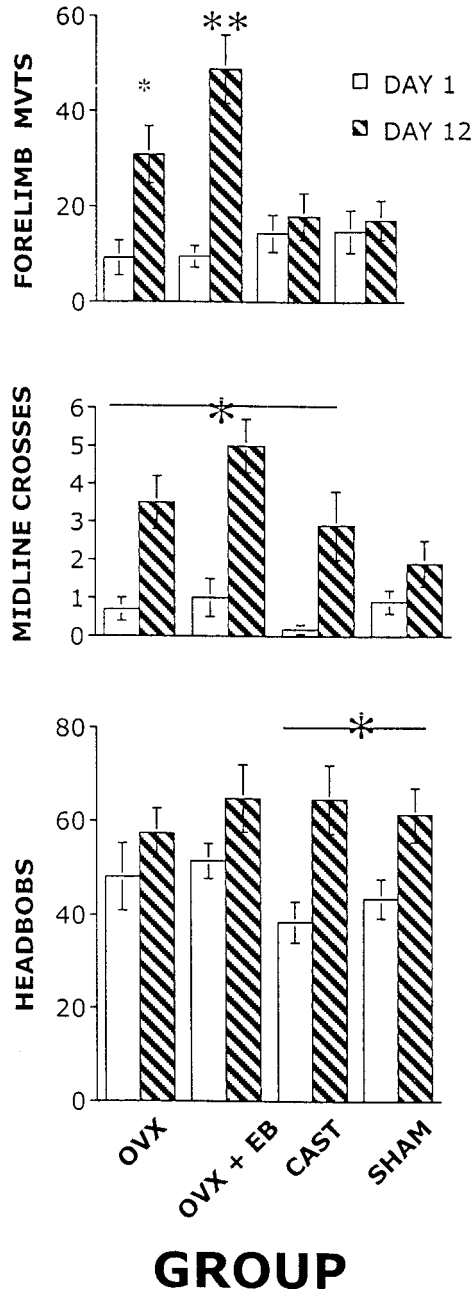 FORELIMB MVTS
60
40
20
0
*
**
DAY 1
DAY 12
MIDLINE CROSSES
6
5
4
3
2
1
0
*
HEADBOBS
80
60
40
20
0
*
OVX
OVX + EB
CAST
SHAM
GROUP